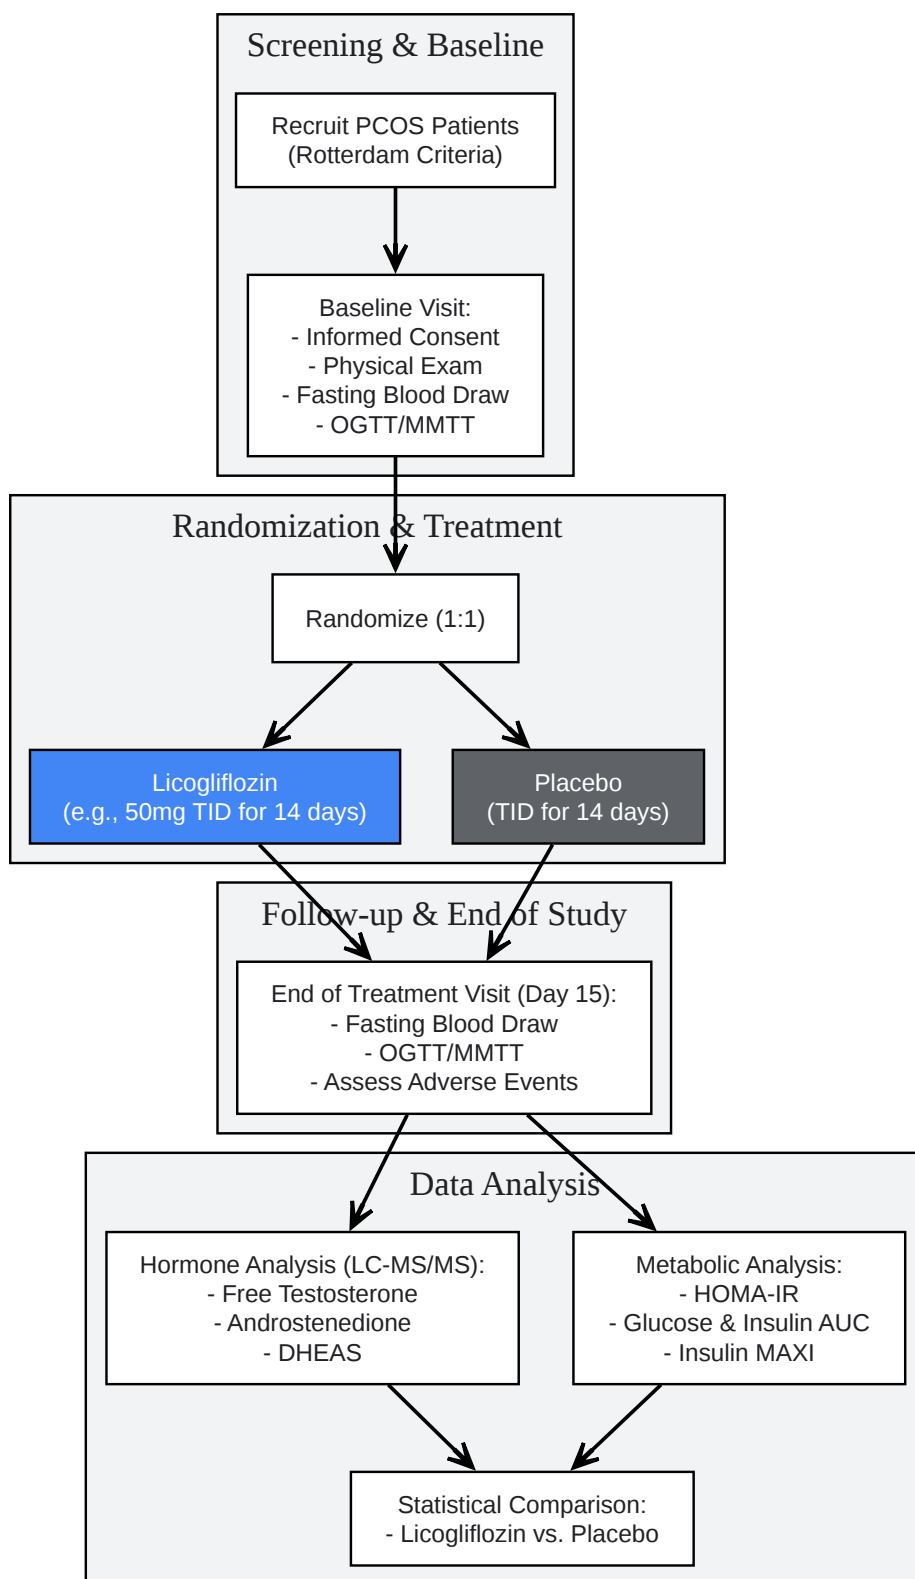 Screening & Baseline
Recruit PCOS Patients
(Rotterdam Criteria)
Baseline Visit:
- Informed Consent
- Physical Exam
- Fasting Blood Draw
- OGTT/MMTT
Randomization & Treatment
Randomize (1:1)
Licogliflozin
(e.g., 50mg TID for 14 days)
Placebo
(TID for 14 days)
Follow-up & End of Study
End of Treatment Visit (Day 15):
- Fasting Blood Draw
- OGTT/MMTT
- Assess Adverse Events
Data Analysis
Hormone Analysis (LC-MS/MS):
- Free Testosterone
- Androstenedione
- DHEAS
Metabolic Analysis:
- HOMA-IR
- Glucose & Insulin AUC
- Insulin MAXI
Statistical Comparison:
- Licogliflozin vs. Placebo